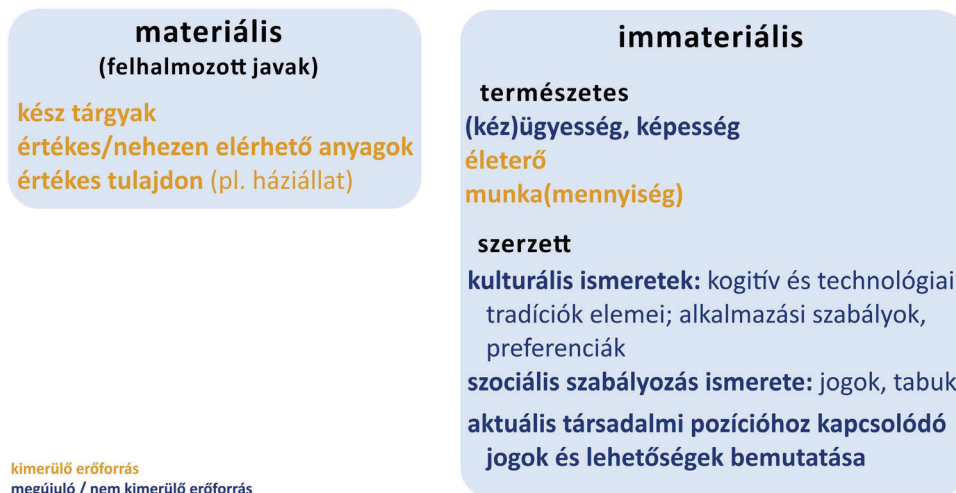 materiális
(felhalmozott javak)
kész tárgyak
értékes/nehezen elérhető anyagok
értékes tulajdon (pl. háziállat)
immateriális
természetes
(kéz)ügyesség, képesség
életerő
munka(mennyiség)
szerzett
kulturális ismeretek: kogitív és technológiai
tradíciók elemei; alkalmazási szabályok,
preferenciák
szociális szabályozás ismerete: jogok, tabuk
aktuális társadalmi pozícióhoz kapcsolódó
jogok és lehetőségek bemutatása
kimerülő erőforrás
megújuló / nem kimerülő erőforrás